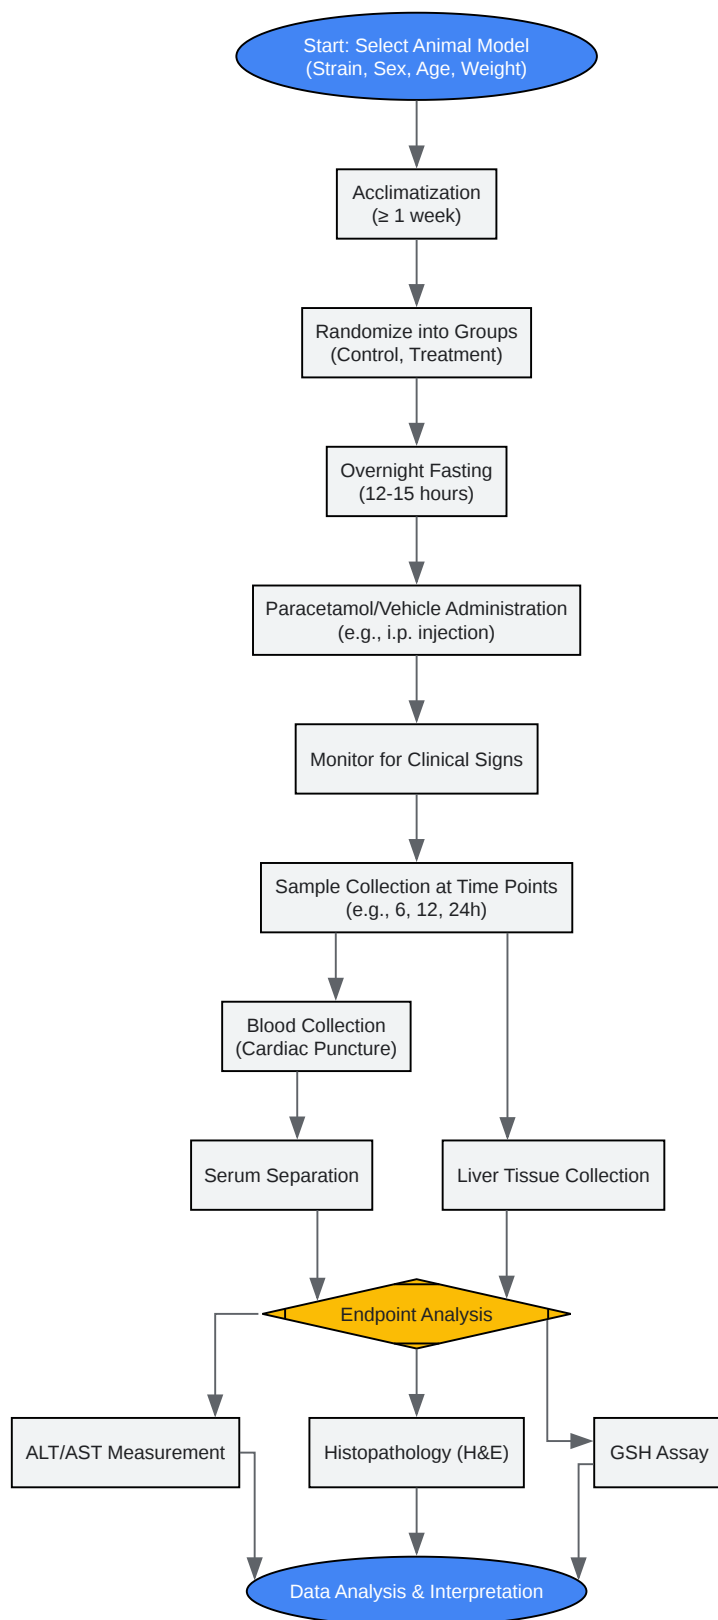 Start: Select Animal Model
(Strain, Sex, Age, Weight)
Acclimatization
(≥ 1 week)
Randomize into Groups
(Control, Treatment)
Overnight Fasting
(12-15 hours)
Paracetamol/Vehicle Administration
(e.g., i.p. injection)
Monitor for Clinical Signs
Sample Collection at Time Points
(e.g., 6, 12, 24h)
Blood Collection
(Cardiac Puncture)
Serum Separation
Liver Tissue Collection
Endpoint Analysis
ALT/AST Measurement
Histopathology (H&E)
GSH Assay
Data Analysis & Interpretation